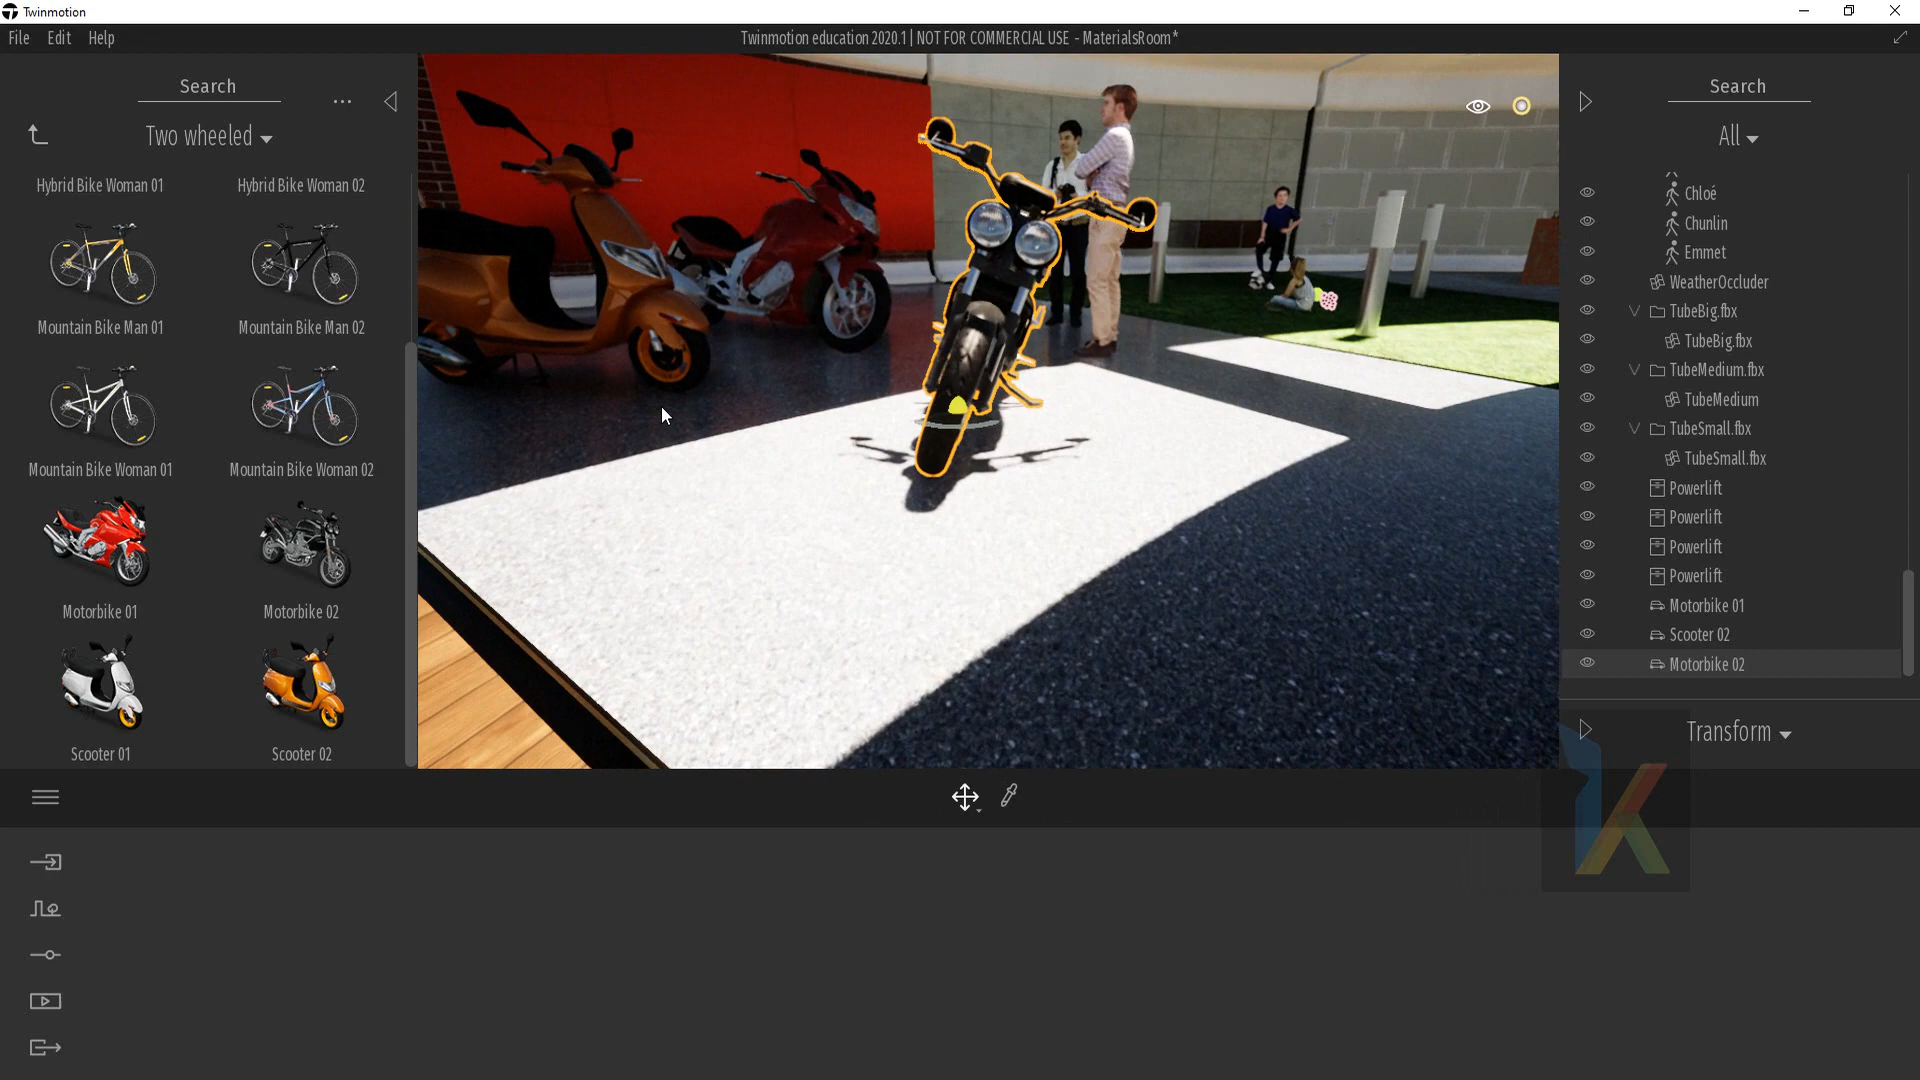 Twinmotion
File Edit Help
Twinmotion education 2020.1 | NOT FOR COMMERCIAL USE - MaterialsRoom*
Search
...
Two wheeled
Hybrid Bike Woman 01
Hybrid Bike Woman 02
Mountain Bike Man 01
Mountain Bike Man 02
Mountain Bike Woman 01
Mountain Bike Woman 02
Motorbike 01
Motorbike 02
Scooter 01
Scooter 02
Search
All
Chloé
Chunlin
Emmet
WeatherOccluder
TubeBig.fbx
TubeBig.fbx
TubeMedium.fbx
TubeMedium
TubeSmall.fbx
TubeSmall.fbx
Powerlift
Powerlift
Powerlift
Powerlift
Motorbike 01
Scooter 02
Motorbike 02
Transform